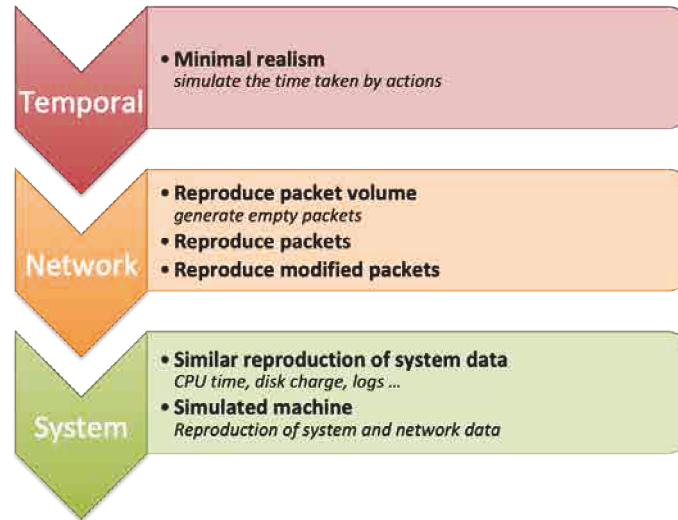 Temporal
• Minimal realism
simulate the time taken by actions
Network
• Reproduce packet volume
generate empty packets
• Reproduce packets
• Reproduce modified packets
System
• Similar reproduction of system data
CPU time, disk charge, logs ...
• Simulated machine
Reproduction of system and network data